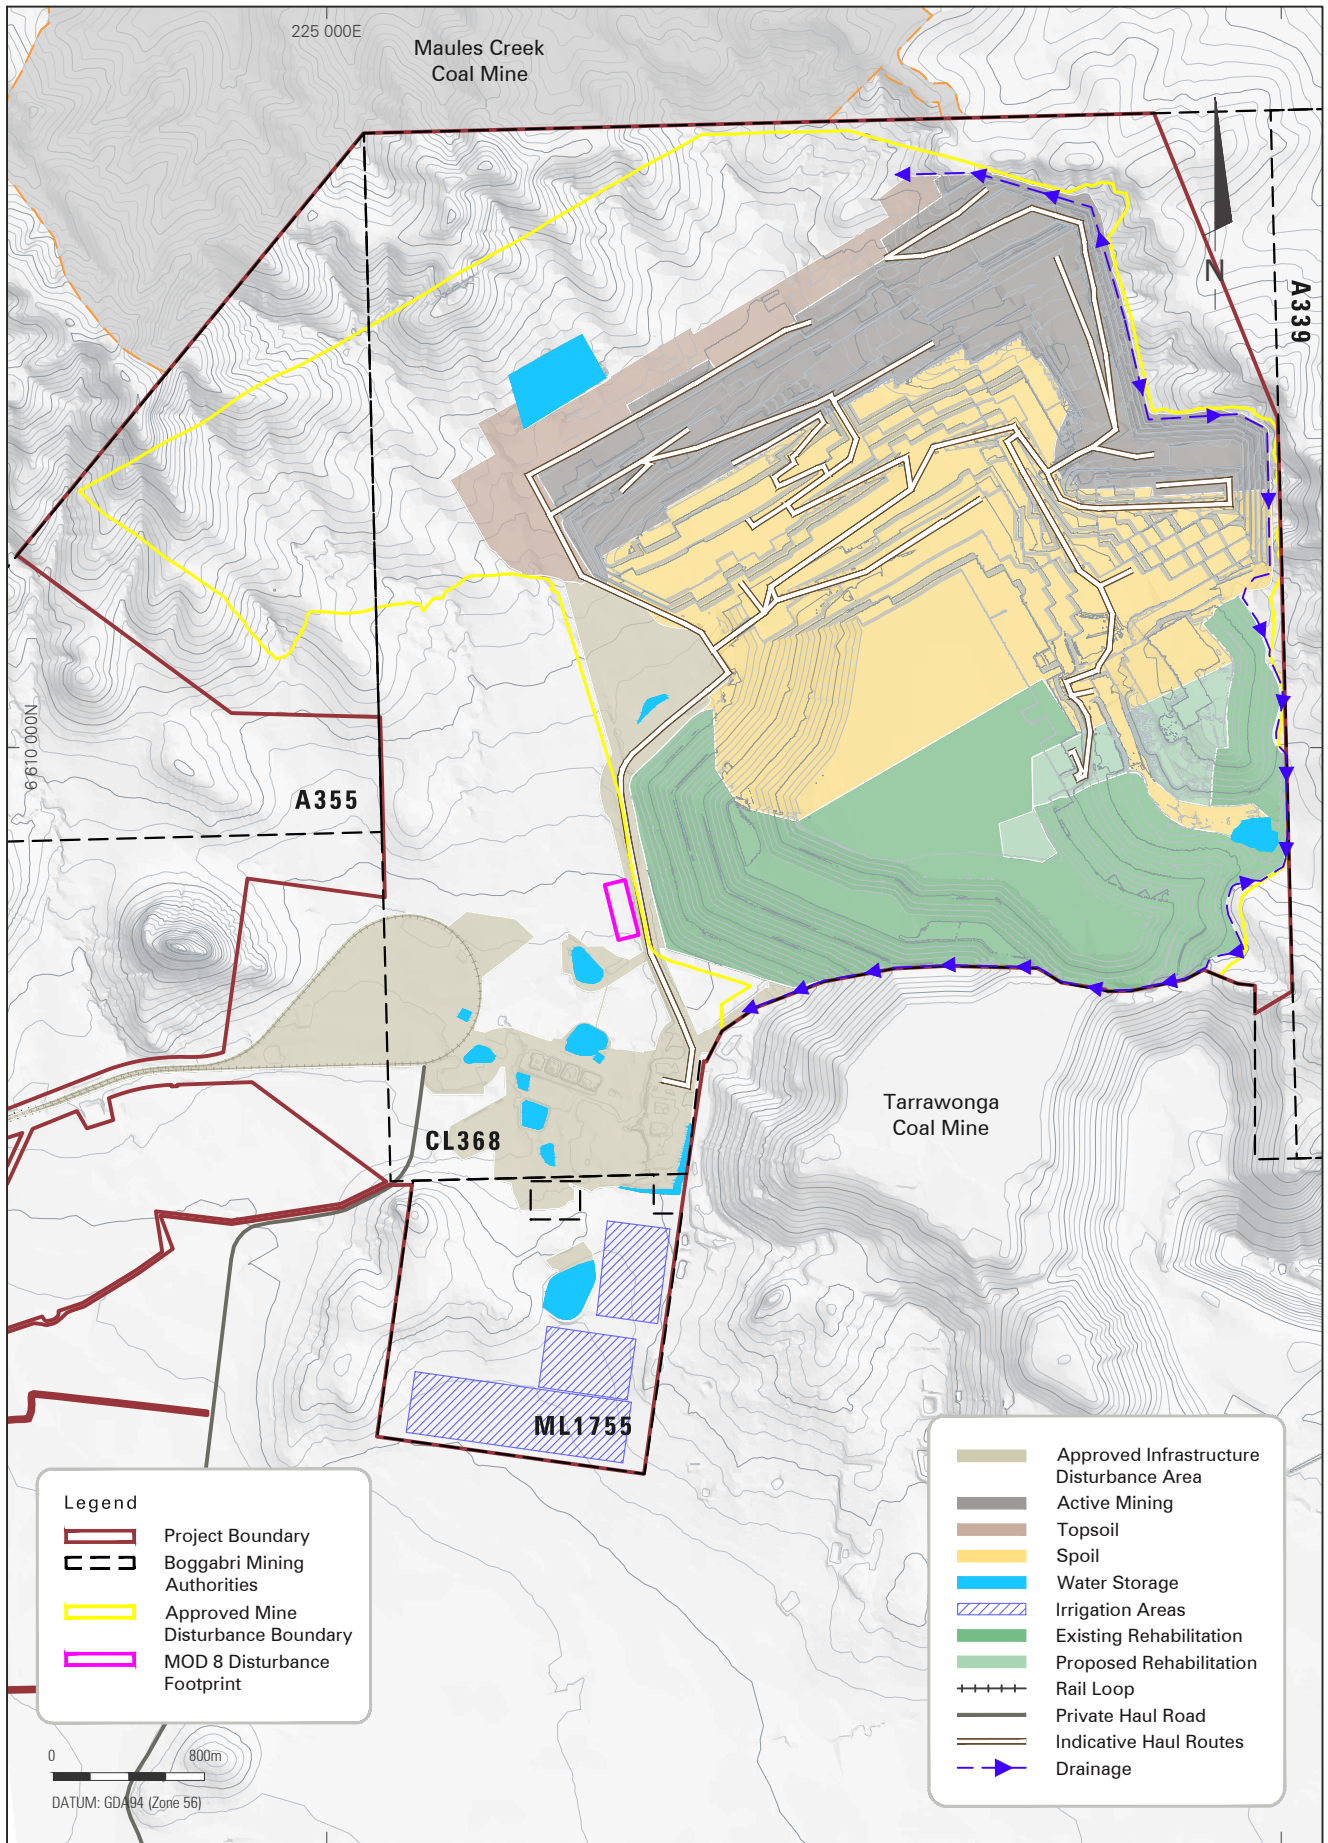 225 000E
Maules Creek
Coal Mine
N
A339
6 610 000N
A355
Tarrawonga
Coal Mine
CL368
ML1755
Legend
Project Boundary
Boggabri Mining
Authorities
Approved Mine
Disturbance Boundary
MOD 8 Disturbance
Footprint
Approved Infrastructure
Disturbance Area
Active Mining
Topsoil
Spoil
Water Storage
Irrigation Areas
Existing Rehabilitation
Proposed Rehabilitation
Rail Loop
Private Haul Road
Indicative Haul Routes
Drainage
0 800m
DATUM: GDA94 (Zone 56)